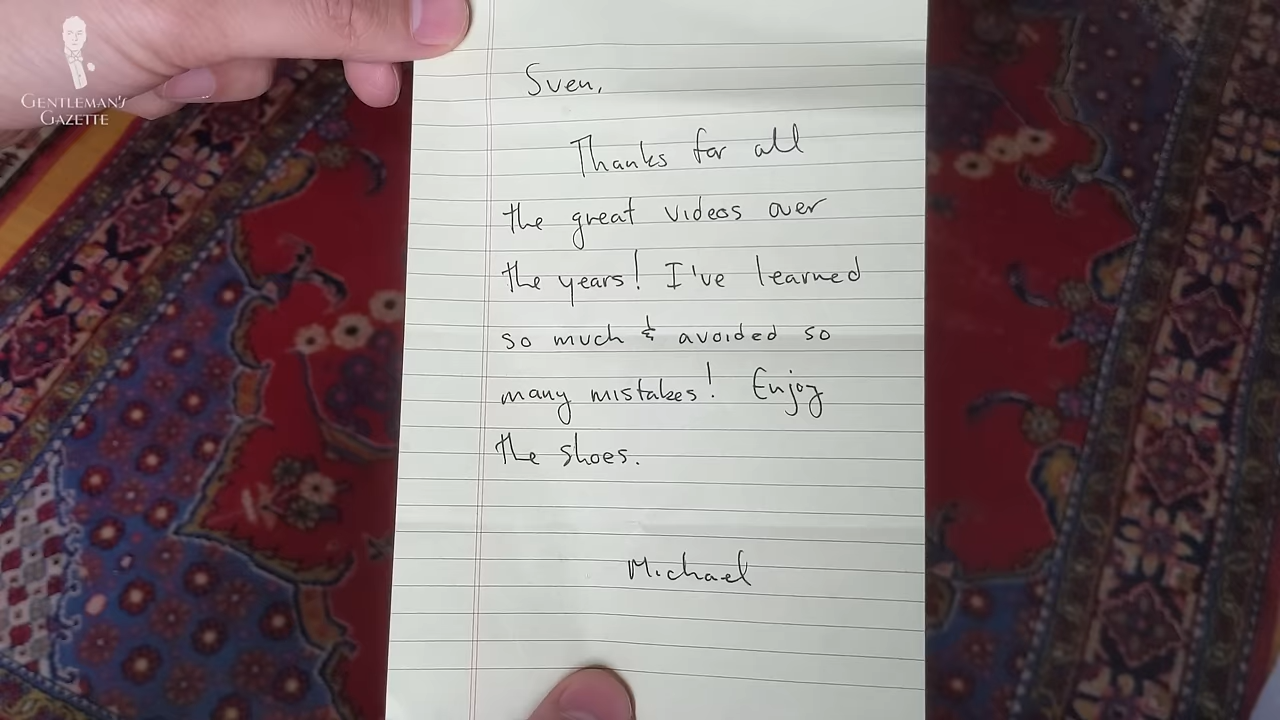 GENTLEMAN'S
GAZETTE
Sven,
Thanks for all
the great videos over
the years! I've learned
so much & avoided so
many mistakes! Enjoy
the shoes.
Michael